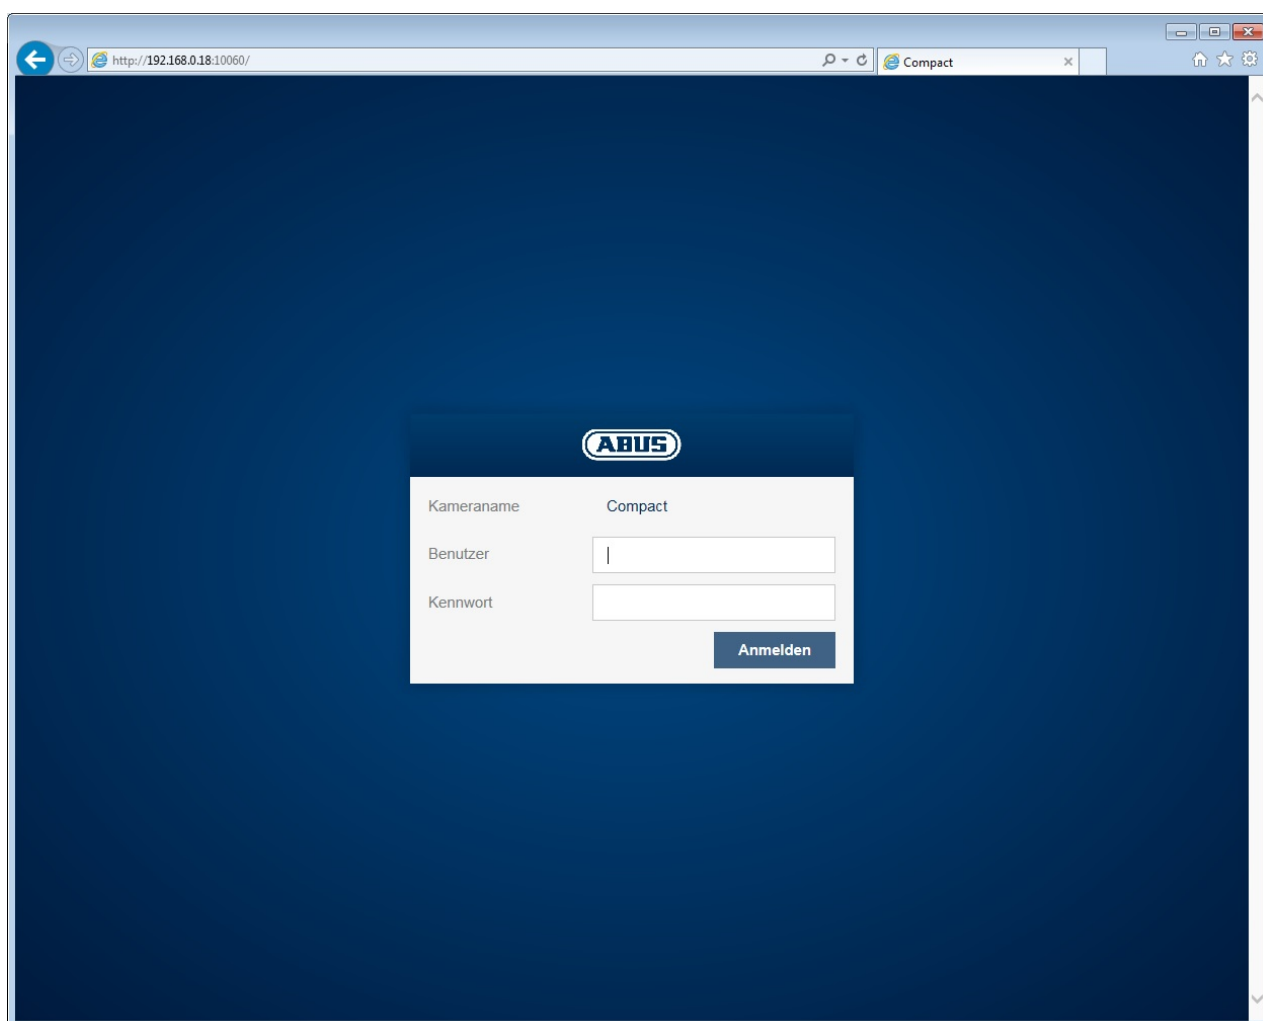 http://192.168.0.18:10060/
Compact
ABUS
Kameraname Compact
Benutzer
Kennwort
Anmelden